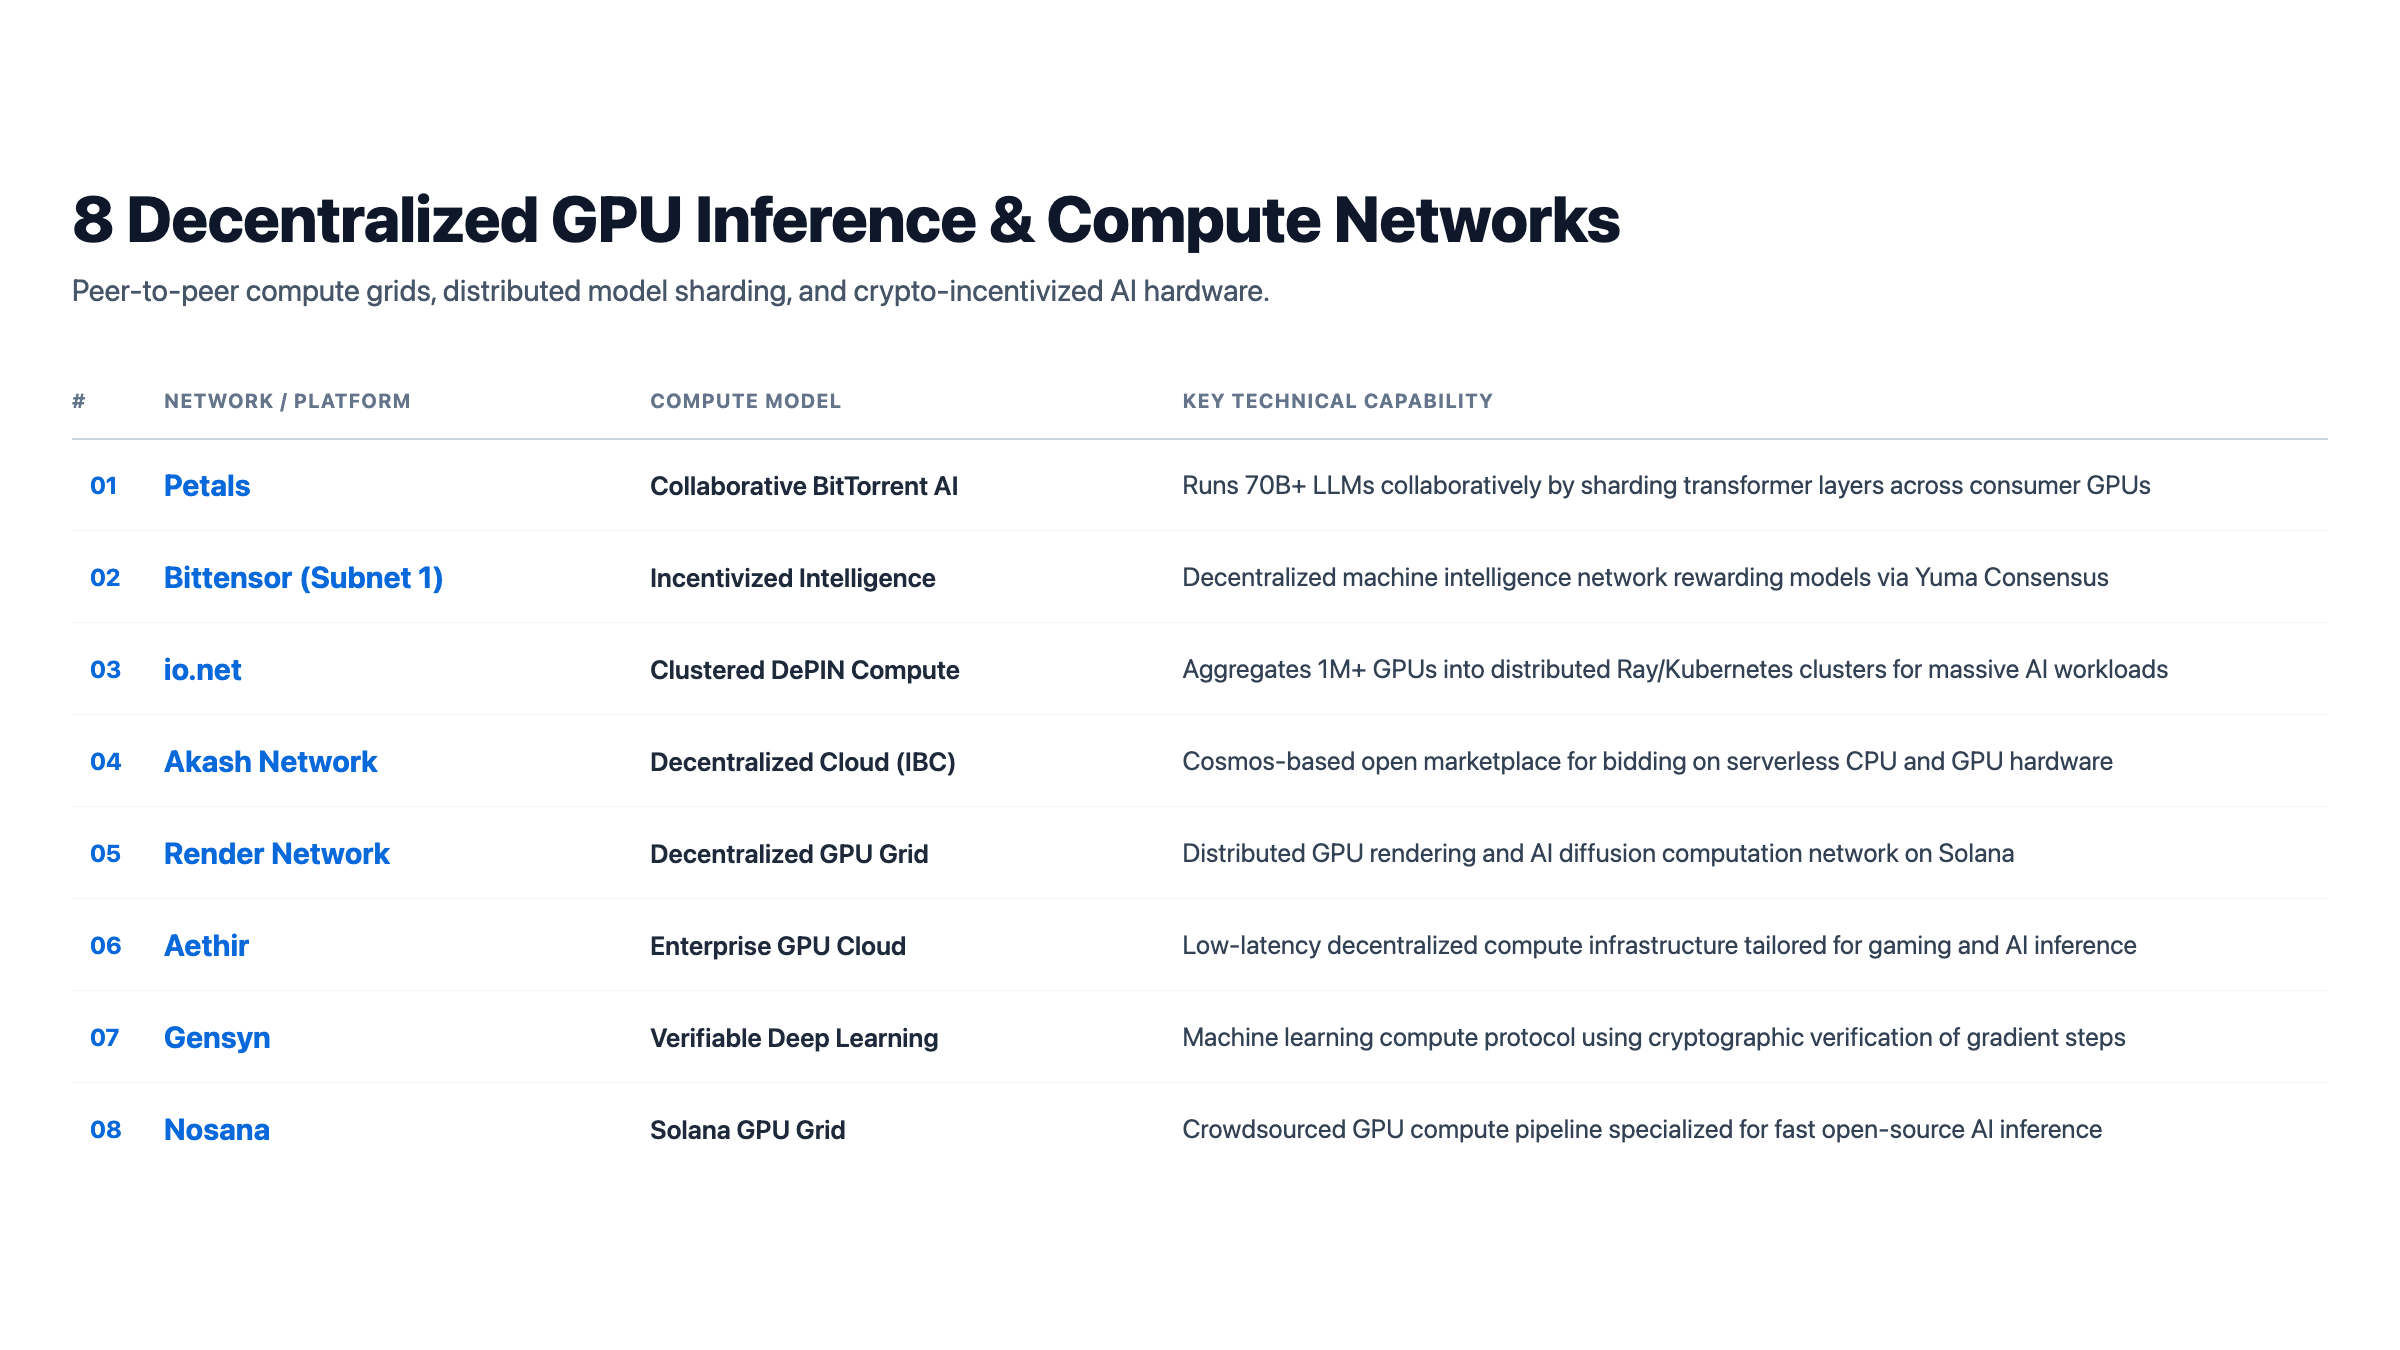 8 Decentralized GPU Inference & Compute Networks
Peer-to-peer compute grids, distributed model sharding, and crypto-incentivized AI hardware.
# NETWORK / PLATFORM COMPUTE MODEL KEY TECHNICAL CAPABILITY
01 Petals Collaborative BitTorrent AI Runs 70B+ LLMs collaboratively by sharding transformer layers across consumer GPUs
02 Bittensor (Subnet 1) Incentivized Intelligence Decentralized machine intelligence network rewarding models via Yuma Consensus
03 io.net Clustered DePIN Compute Aggregates 1M+ GPUs into distributed Ray/Kubernetes clusters for massive AI workloads
04 Akash Network Decentralized Cloud (IBC) Cosmos-based open marketplace for bidding on serverless CPU and GPU hardware
05 Render Network Decentralized GPU Grid Distributed GPU rendering and AI diffusion computation network on Solana
06 Aethir Enterprise GPU Cloud Low-latency decentralized compute infrastructure tailored for gaming and AI inference
07 Gensyn Verifiable Deep Learning Machine learning compute protocol using cryptographic verification of gradient steps
08 Nosana Solana GPU Grid Crowdsourced GPU compute pipeline specialized for fast open-source AI inference